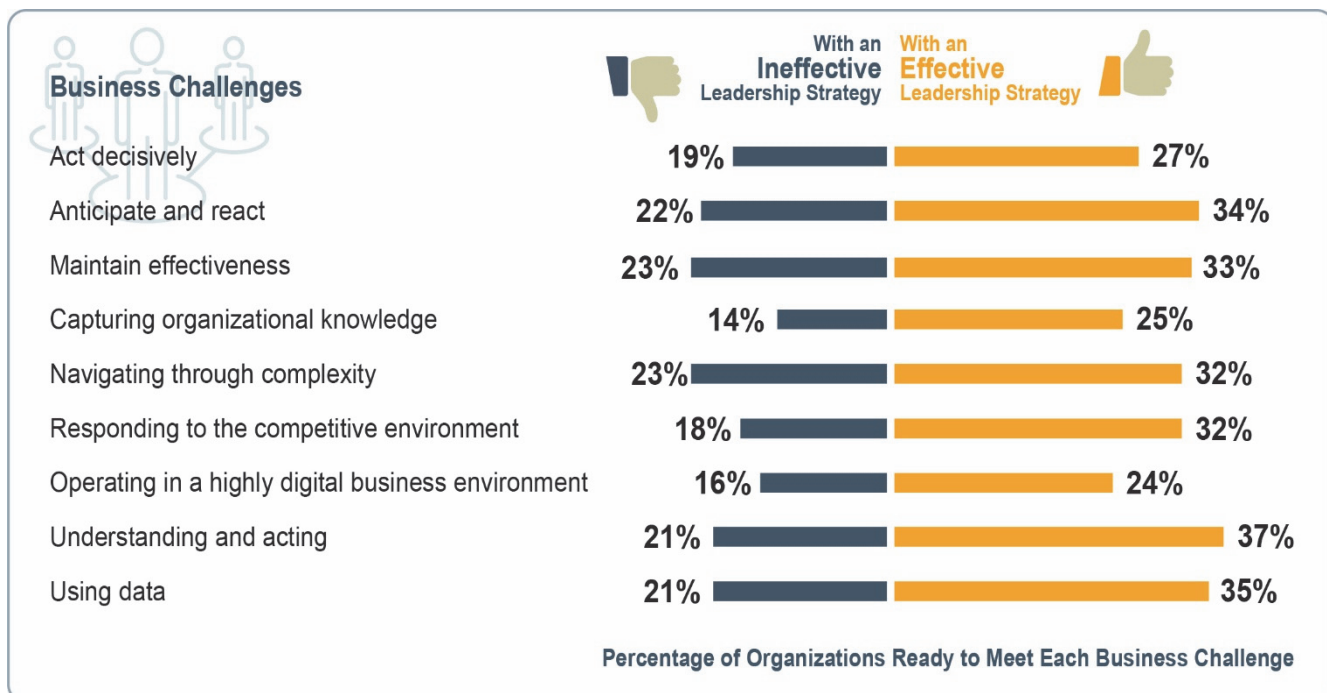 Business Challenges
With an
Ineffective
Leadership Strategy
With an
Effective
Leadership Strategy
Act decisively
19%
27%
Anticipate and react
22%
34%
Maintain effectiveness
23%
33%
Capturing organizational knowledge
14%
25%
Navigating through complexity
23%
32%
Responding to the competitive environment
18%
32%
Operating in a highly digital business environment
16%
24%
Understanding and acting
21%
37%
Using data
21%
35%
Percentage of Organizations Ready to Meet Each Business Challenge